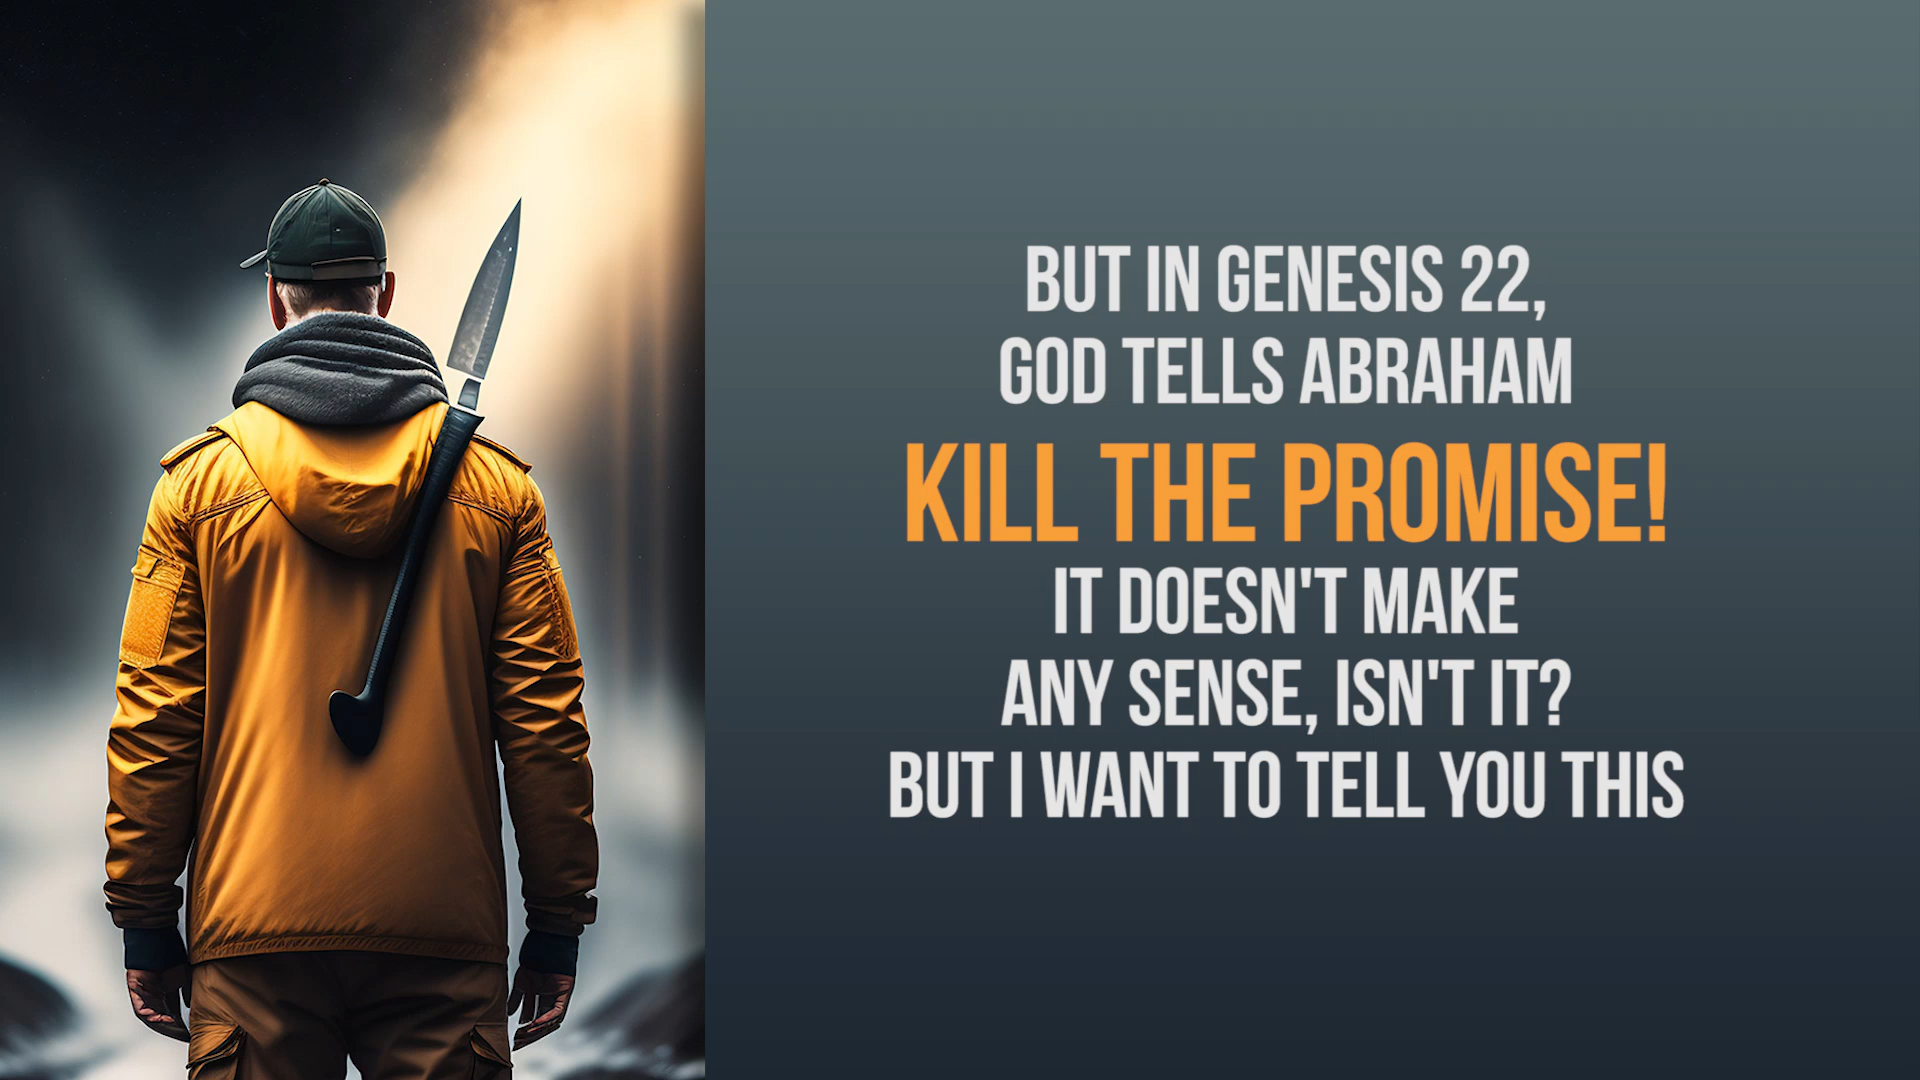 BUT IN GENESIS 22,
GOD TELLS ABRAHAM
KILL THE PROMISE!
IT DOESN'T MAKE
ANY SENSE, ISN'T IT?
BUT I WANT TO TELL YOU THIS